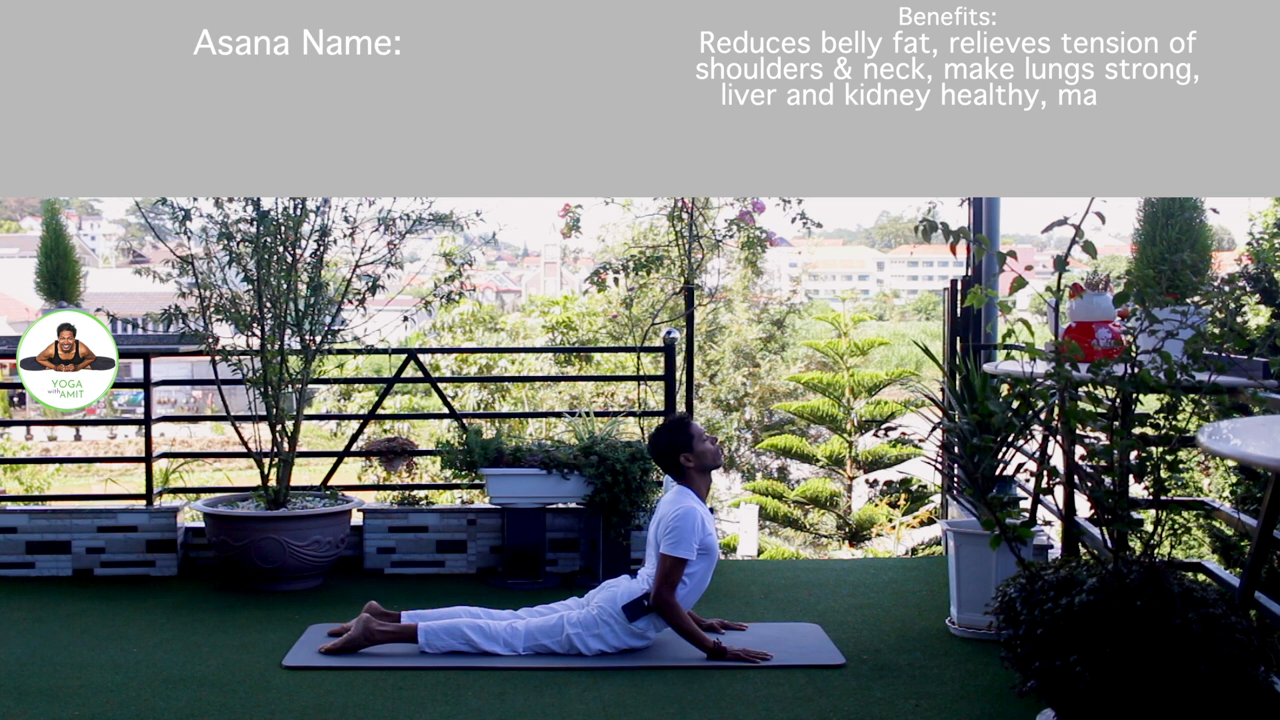 Asana Name:
Benefits:
Reduces belly fat, relieves tension of
shoulders & neck, make lungs strong,
liver and kidney healthy, ma
YOGA
with AMIT